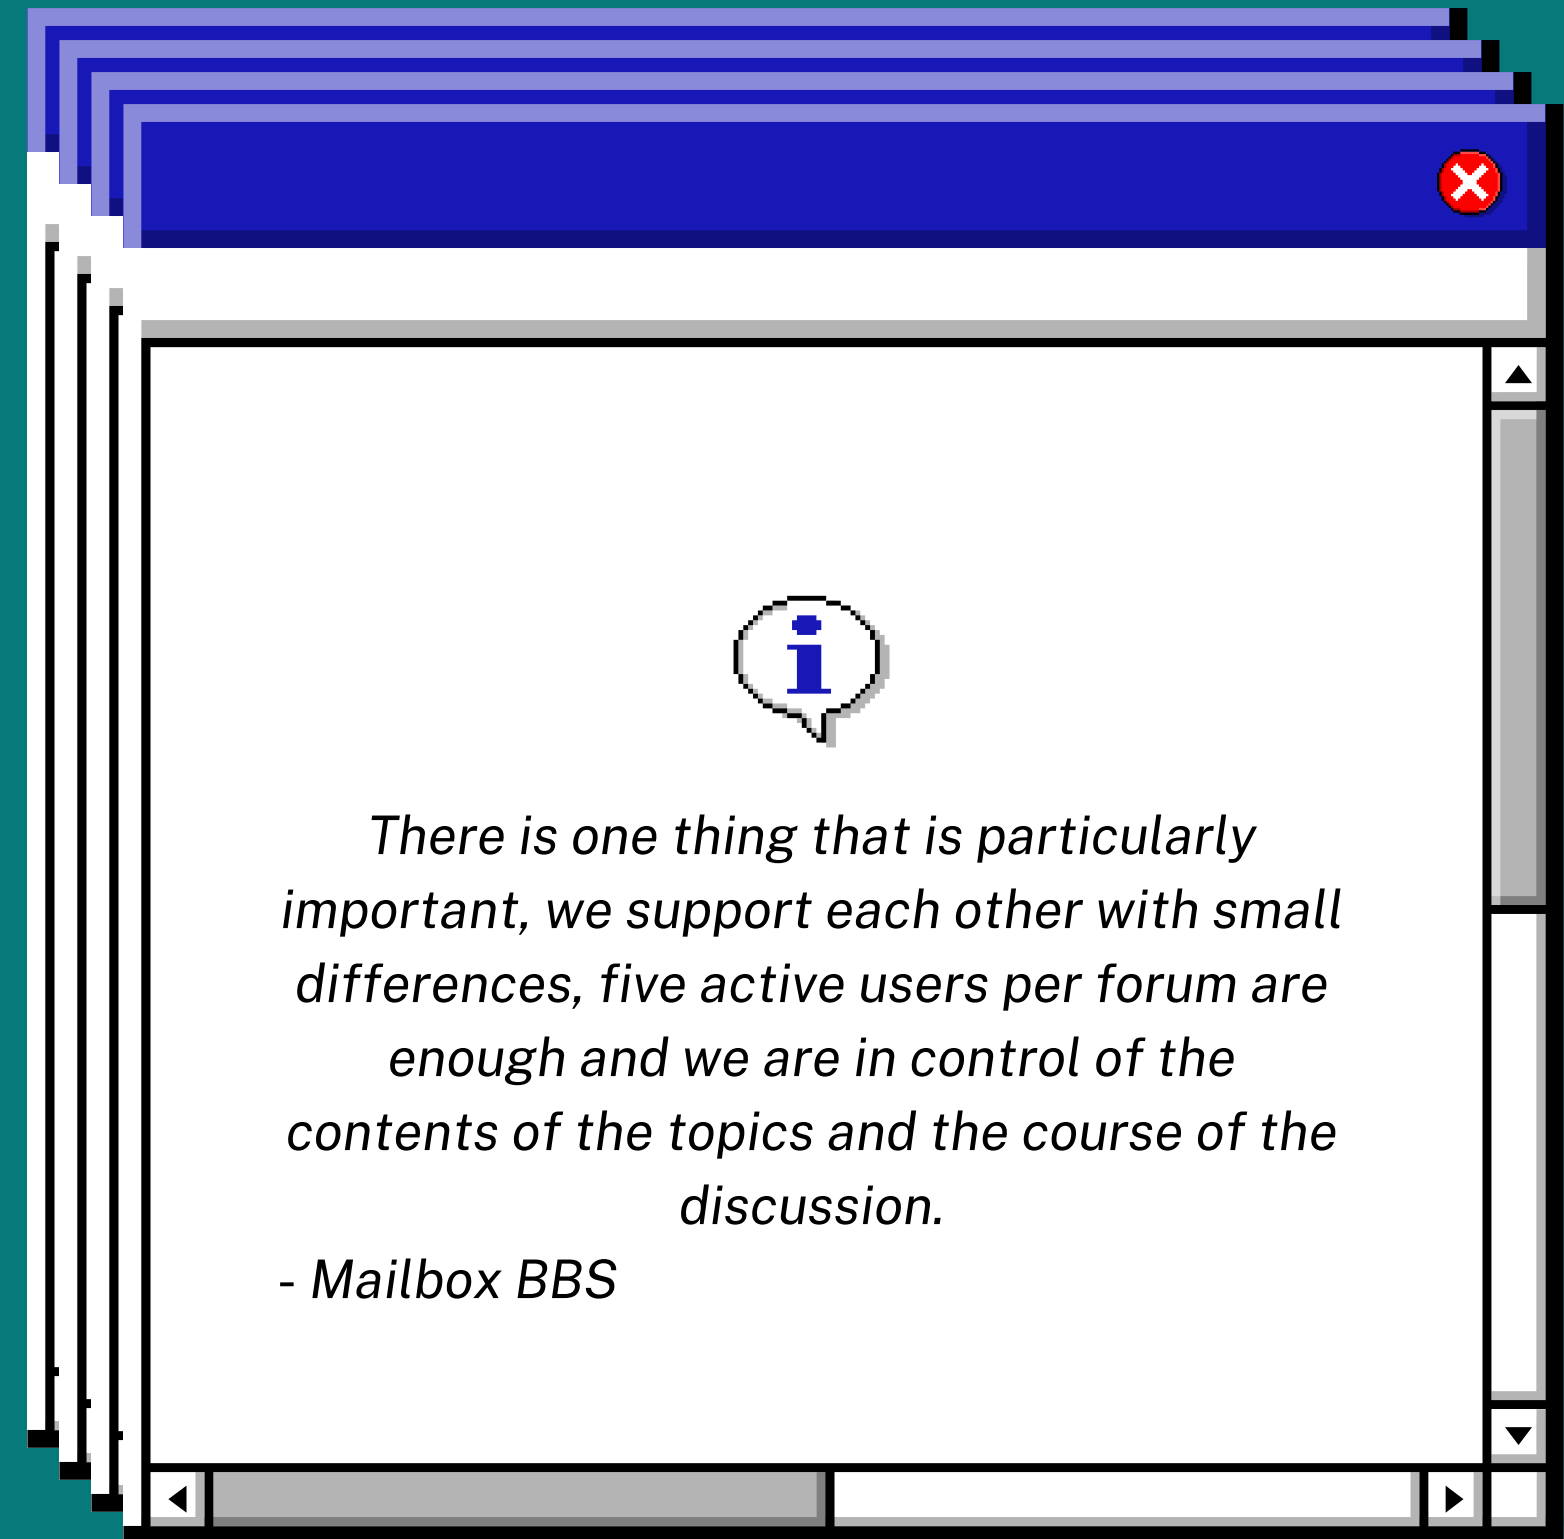 i
There is one thing that is particularly
important, we support each other with small
differences, five active users per forum are
enough and we are in control of the
contents of the topics and the course of the
discussion.
- Mailbox BBS